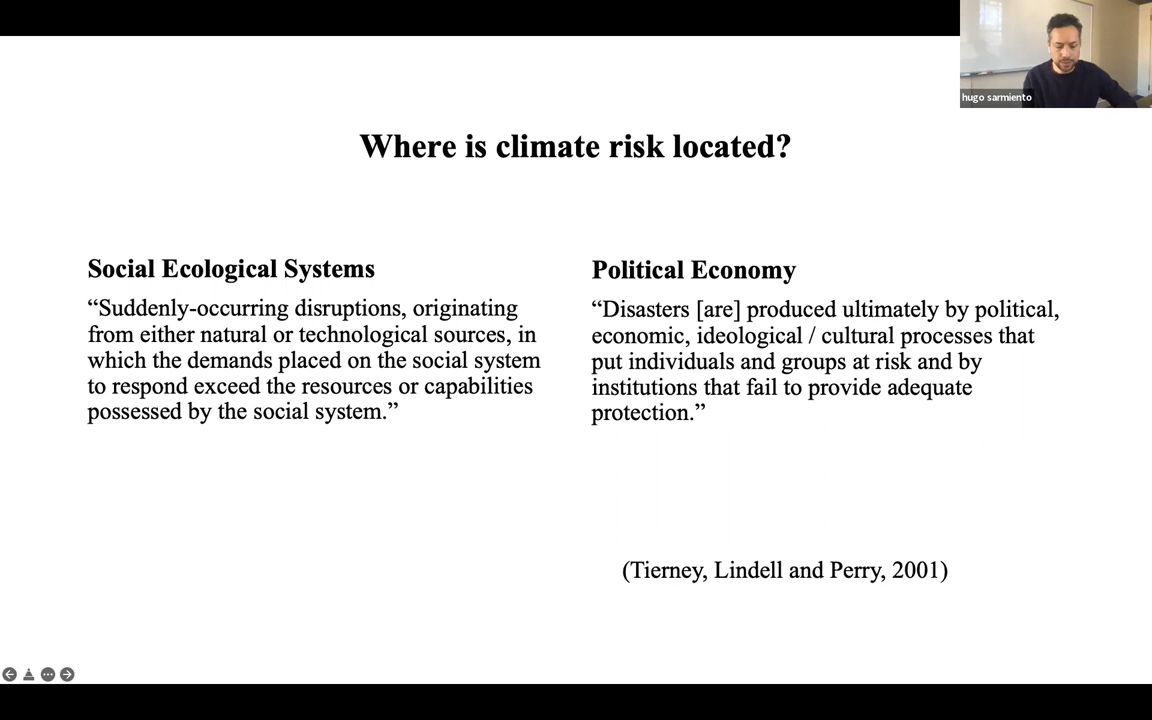 hugo sarmiento
Where is climate risk located?
Social Ecological Systems
“Suddenly-occurring disruptions, originating
from either natural or technological sources, in
which the demands placed on the social system
to respond exceed the resources or capabilities
possessed by the social system.”
Political Economy
“Disasters [are] produced ultimately by political,
economic, ideological / cultural processes that
put individuals and groups at risk and by
institutions that fail to provide adequate
protection.”
(Tierney, Lindell and Perry, 2001)